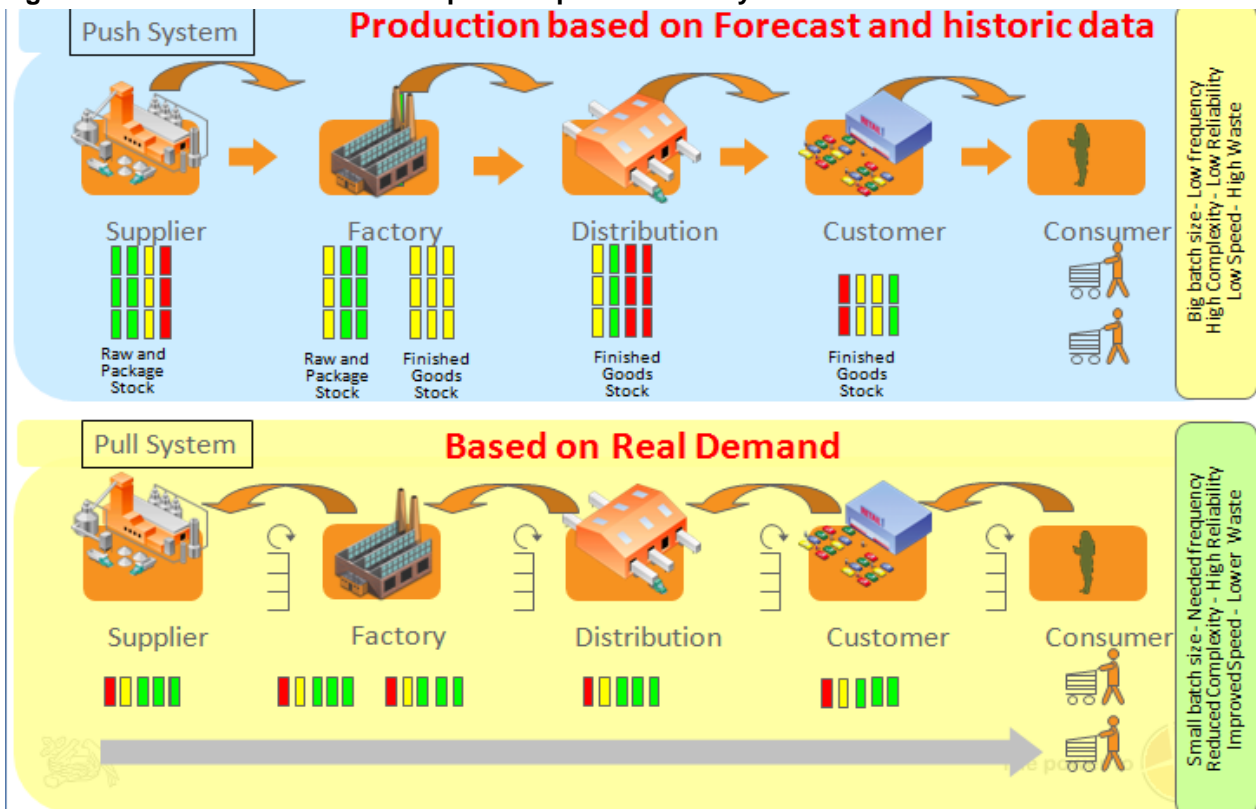 Push System
Production based on Forecast and historic data
Supplier
Factory
Distribution
Customer
Consumer
Raw and
Package
Stock
Raw and
Package
Stock
Finished
Goods
Stock
Finished
Goods
Stock
Finished
Goods
Stock
Big batch size - Low frequency
High Complexity - Low Reliability
Low Speed - High Waste
Pull System
Based on Real Demand
Supplier
Factory
Distribution
Customer
Consumer
Small batch size - Needed frequency
Reduced Complexity - High Reliability
Improved Speed - Lower Waste